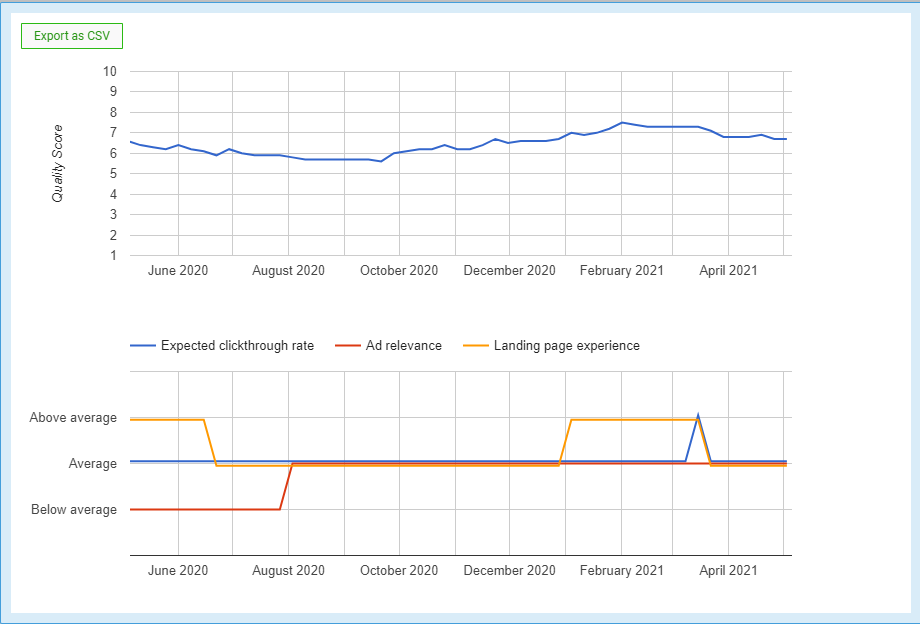 Export as CSV
10
9
8
7
6
5
4
3
2
1
Quality Score
June 2020 August 2020 October 2020 December 2020 February 2021 April 2021
Expected clickthrough rate Ad relevance Landing page experience
Above average
Average
Below average
June 2020 August 2020 October 2020 December 2020 February 2021 April 2021